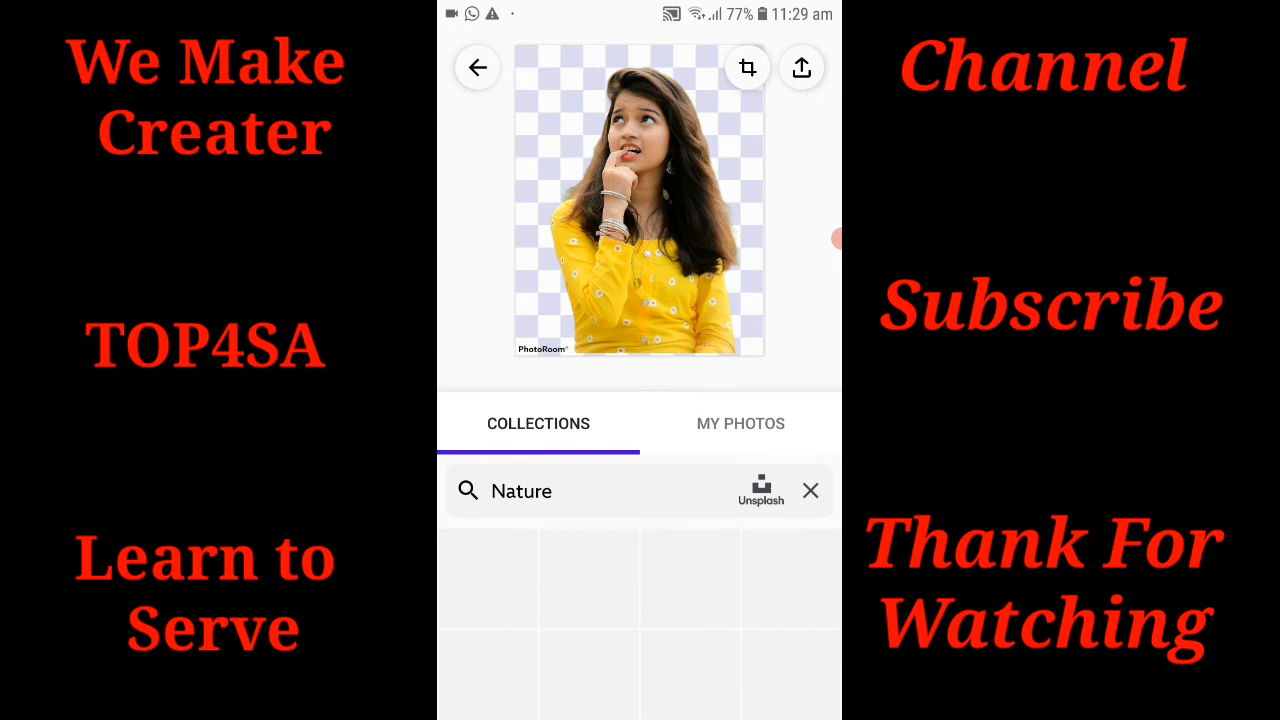 We Make
Creater
TOP4SA
Learn to
Serve
77% 11:29 am
PhotoRoom
COLLECTIONS
MY PHOTOS
Nature
Unsplash
Channel
Subscribe
Thank For
Watching